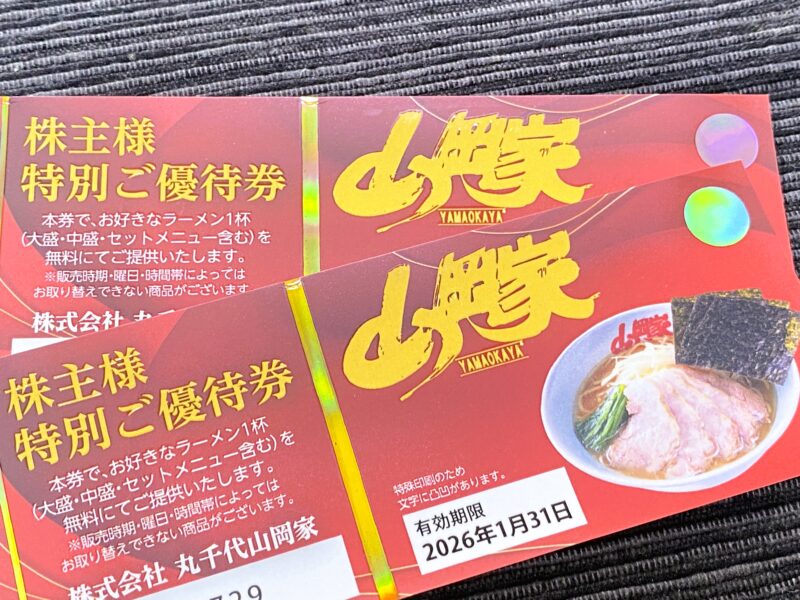 株主様
特別ご優待券
本券で、お好きなラーメン1杯
(大盛・中盛・セットメニュー含む)を
無料にてご提供いたします。
※販売時期・曜日・時間帯によっては
お取り替えできない商品がございます
株式会社 丸千
山岡家
YAMAOKAYA
株主様
特別ご優待券
本券で、お好きなラーメン1杯
(大盛・中盛・セットメニュー含む)を
無料にてご提供いたします。
※販売時期・曜日・時間帯によっては
お取り替えできない商品がございます。
株式会社 丸千代山岡家
729
山岡家
YAMAOKAYA
山岡家
特殊印刷のため
文字に凸凹があります。
有効期限
2026年1月31日